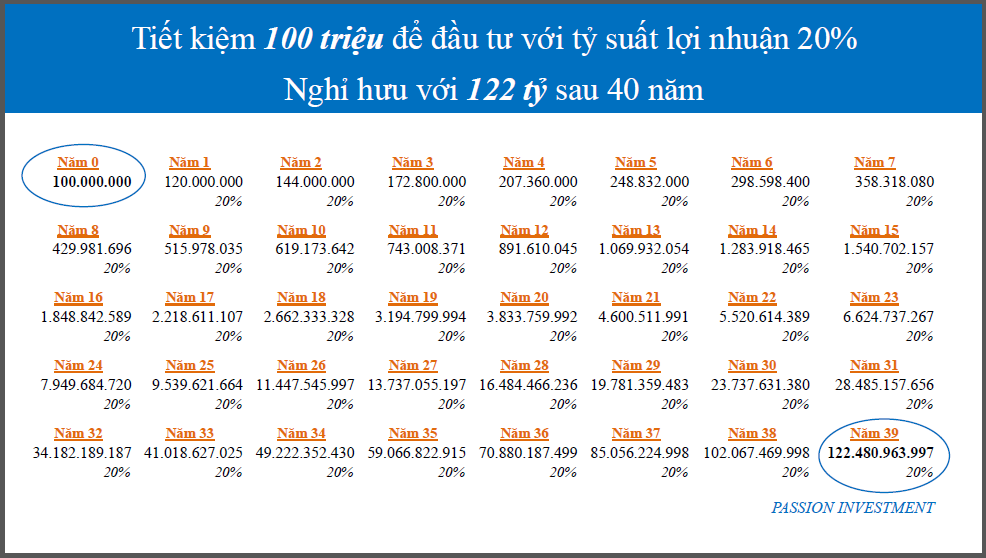 Tiết kiệm 100 triệu để đầu tư với tỷ suất lợi nhuận 20%
Nghỉ hưu với 122 tỷ sau 40 năm
Năm 0 Năm 1 Năm 2 Năm 3 Năm 4 Năm 5 Năm 6 Năm 7
100.000.000 120.000.000 144.000.000 172.800.000 207.360.000 248.832.000 298.598.400 358.318.080
20% 20% 20% 20% 20% 20% 20%
Năm 8 Năm 9 Năm 10 Năm 11 Năm 12 Năm 13 Năm 14 Năm 15
429.981.696 515.978.035 619.173.642 743.008.371 891.610.045 1.069.932.054 1.283.918.465 1.540.702.157
20% 20% 20% 20% 20% 20% 20% 20%
Năm 16 Năm 17 Năm 18 Năm 19 Năm 20 Năm 21 Năm 22 Năm 23
1.848.842.589 2.218.611.107 2.662.333.328 3.194.799.994 3.833.759.992 4.600.511.991 5.520.614.389 6.624.737.267
20% 20% 20% 20% 20% 20% 20% 20%
Năm 24 Năm 25 Năm 26 Năm 27 Năm 28 Năm 29 Năm 30 Năm 31
7.949.684.720 9.539.621.664 11.447.545.997 13.737.055.197 16.484.466.236 19.781.359.483 23.737.631.380 28.485.157.656
20% 20% 20% 20% 20% 20% 20% 20%
Năm 32 Năm 33 Năm 34 Năm 35 Năm 36 Năm 37 Năm 38 Năm 39
34.182.189.187 41.018.627.025 49.222.352.430 59.066.822.915 70.880.187.499 85.056.224.998 102.067.469.998 122.480.963.997
20% 20% 20% 20% 20% 20% 20% 20%
PASSION INVESTMENT